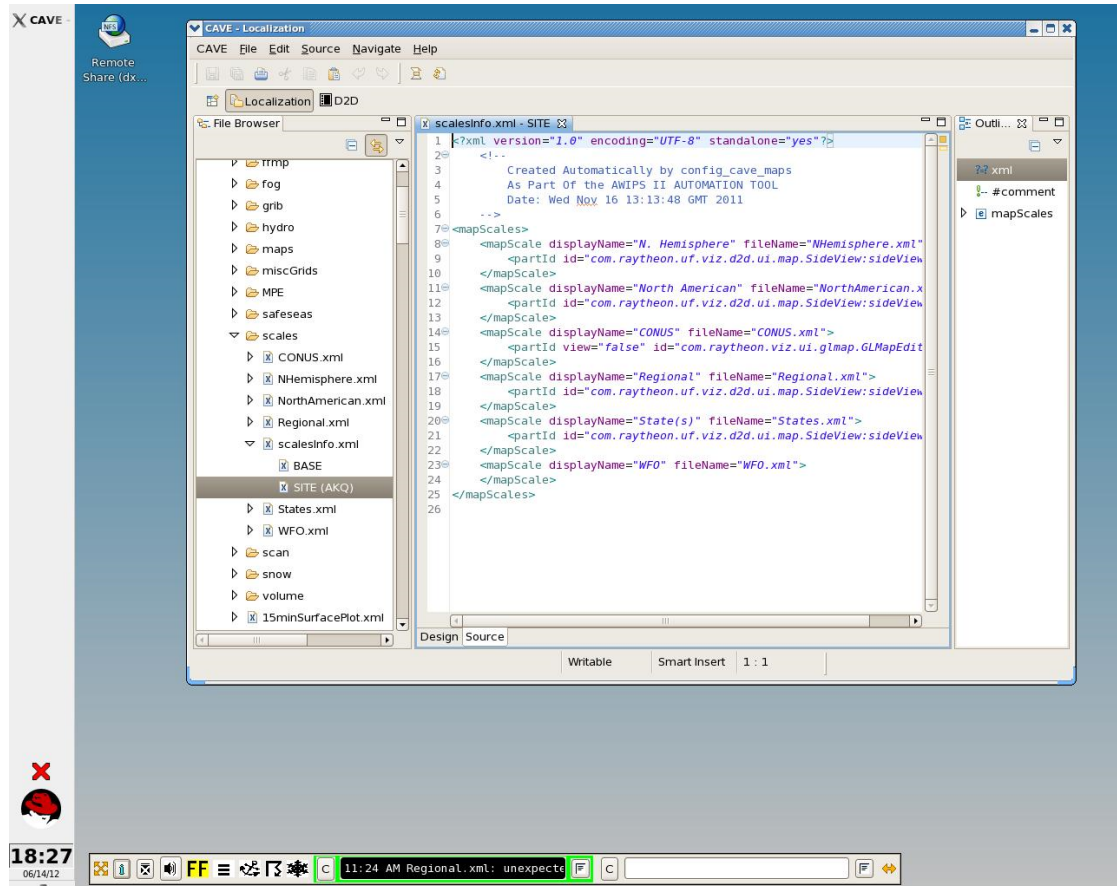 CAVE -
NFS
Remote
Share (dx...
CAVE - Localization
CAVE File Edit Source Navigate Help
Localization D2D
File Browser
ffmp
fog
grib
hydro
maps
miscGrids
MPE
safeseas
scales
CONUS.xml
NHemisphere.xml
NorthAmerican.xml
Regional.xml
scalesInfo.xml
BASE
SITE (AKQ)
States.xml
WFO.xml
scan
snow
volume
15minSurfacePlot.xml
scalesInfo.xml - SITE
1 <?xml version="1.0" encoding="UTF-8" standalone="yes"?>
2 <!--
3 Created Automatically by config_cave_maps
4 As Part Of the AWIPS II AUTOMATION TOOL
5 Date: Wed Nov 16 13:13:48 GMT 2011
6 -->
7 <mapScales>
8 <mapScale displayName="N. Hemisphere" fileName="NHemisphere.xml"
9 <partId id="com.raytheon.uf.viz.d2d.ui.map.SideView:sideView
10 </mapScale>
11 <mapScale displayName="North American" fileName="NorthAmerican.x
12 <partId id="com.raytheon.uf.viz.d2d.ui.map.SideView:sideView
13 </mapScale>
14 <mapScale displayName="CONUS" fileName="CONUS.xml">
15 <partId view="false" id="com.raytheon.viz.ui.glmap.GLMapEdit
16 </mapScale>
17 <mapScale displayName="Regional" fileName="Regional.xml">
18 <partId id="com.raytheon.uf.viz.d2d.ui.map.SideView:sideView
19 </mapScale>
20 <mapScale displayName="State(s)" fileName="States.xml">
21 <partId id="com.raytheon.uf.viz.d2d.ui.map.SideView:sideView
22 </mapScale>
23 <mapScale displayName="WFO" fileName="WFO.xml">
24 </mapScale>
25 </mapScales>
26
Design Source
Outli...
?=? xml
!-- #comment
e mapScales
Writable Smart Insert 1 : 1
18:27
06/14/12
FF C 11:24 AM Regional.xml: unexpecte F C F